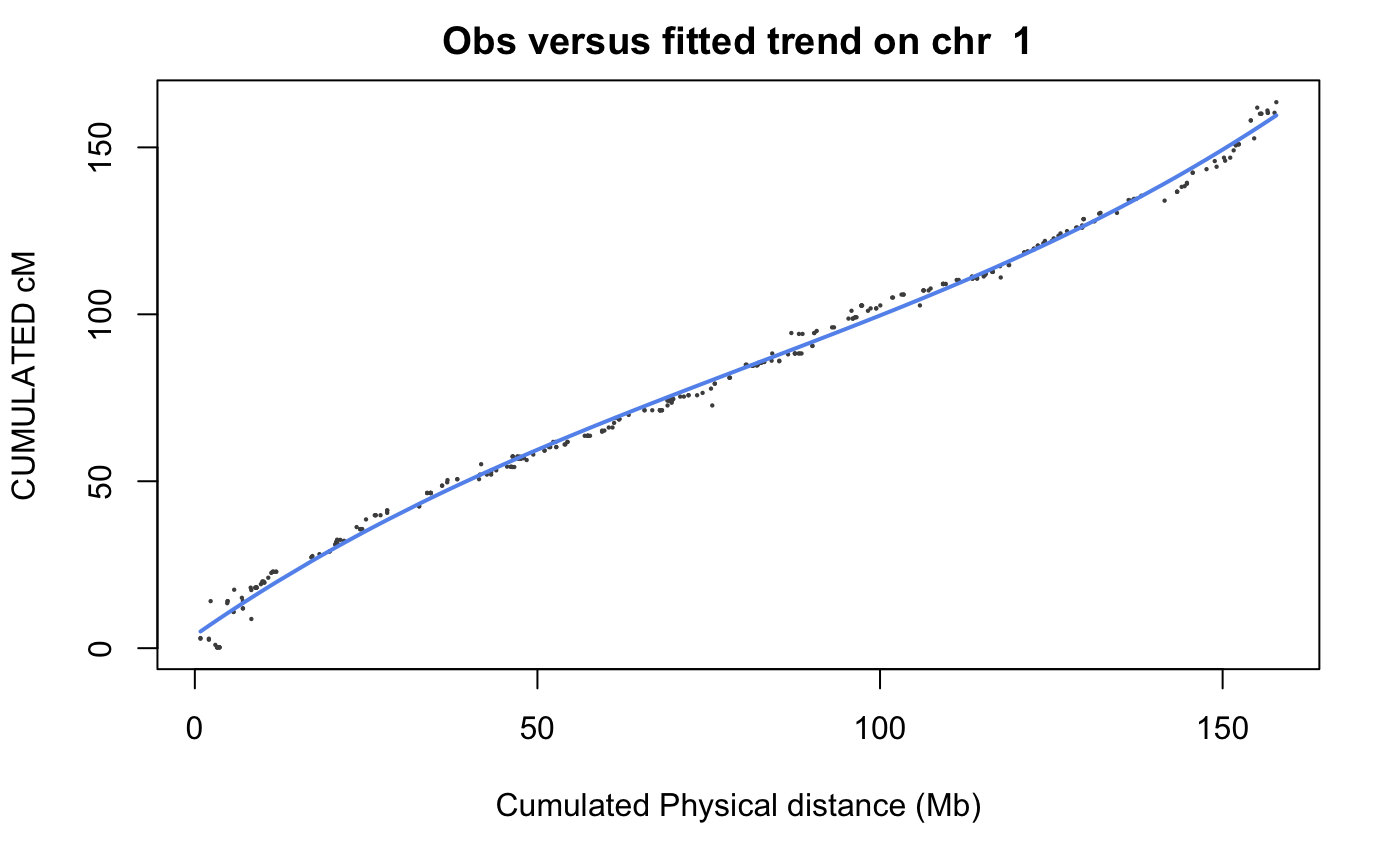 Obs versus fitted trend on chr  1
CUMULATED cM
150
100
50
0
0 50 100 150
Cumulated Physical distance (Mb)